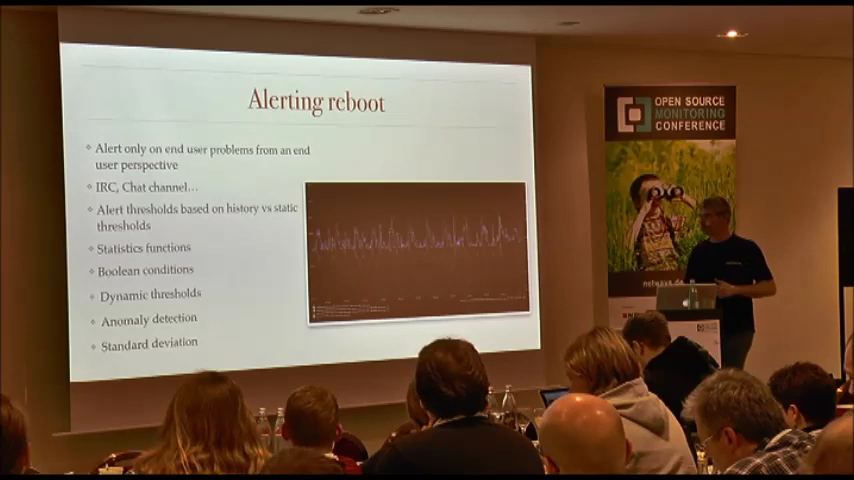 Alerting reboot
Alert only on end user problems from an end
user perspective
IRC, Chat channel...
Alert thresholds based on history vs static
thresholds
Statistics functions
Boolean conditions
Dynamic thresholds
Anomaly detection
Standard deviation
OPEN SOURCE
MONITORING
CONFERENCE
netways.de